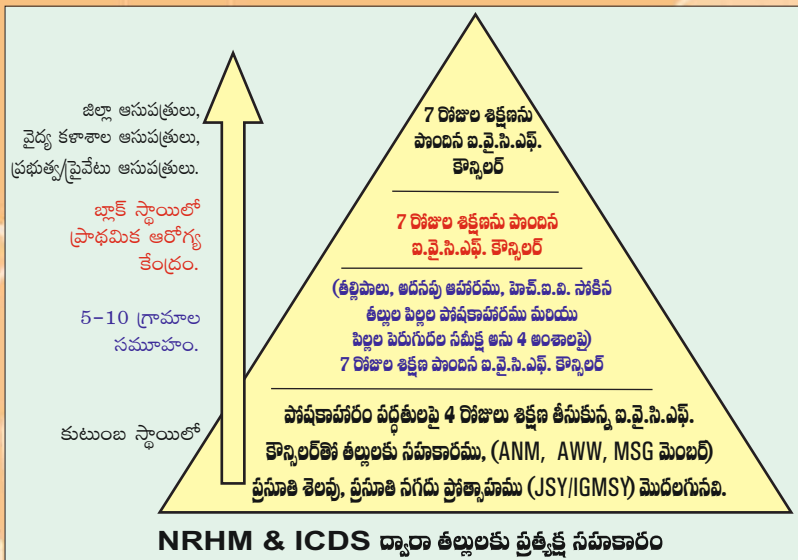 జిల్లా ఆసుపత్రులు,
వైద్య కళాశాల ఆసుపత్రులు,
ప్రభుత్వ/ప్రైవేటు ఆసుపత్రులు.
7 రోజుల శిక్షణను
పొందిన ఐ.వై.సి.ఎఫ్.
కౌన్సిలర్
బ్లాక్ స్థాయిలో
ప్రాథమిక ఆరోగ్య
కేంద్రం.
7 రోజుల శిక్షణను పొందిన
ఐ.వై.సి.ఎఫ్. కౌన్సిలర్
5-10 గ్రామాల
సమూహం.
(తల్లిపాలు, అదనపు ఆహారము, హెచ్.ఐ.వి. సోకిన
తల్లుల పిల్లల పోషకాహారము మరియు
పిల్లల పెరుగుదల సమీక్ష అను 4 అంశాలపై)
7 రోజుల శిక్షణ పొందిన ఐ.వై.సి.ఎఫ్. కౌన్సిలర్
కుటుంబ స్థాయిలో
పోషకాహారం పద్ధతులపై 4 రోజులు శిక్షణ తీసుకున్న ఐ.వై.సి.ఎఫ్.
కౌన్సిలర్‌తో తల్లులకు సహకారము, (ANM, AWW, MSG మెంబర్)
ప్రసూతి శెలవు, ప్రసూతి నగదు ప్రోత్సాహము (JSY/IGMSY) మొదలగునవి.
NRHM & ICDS ద్వారా తల్లులకు ప్రత్యక్ష సహకారం